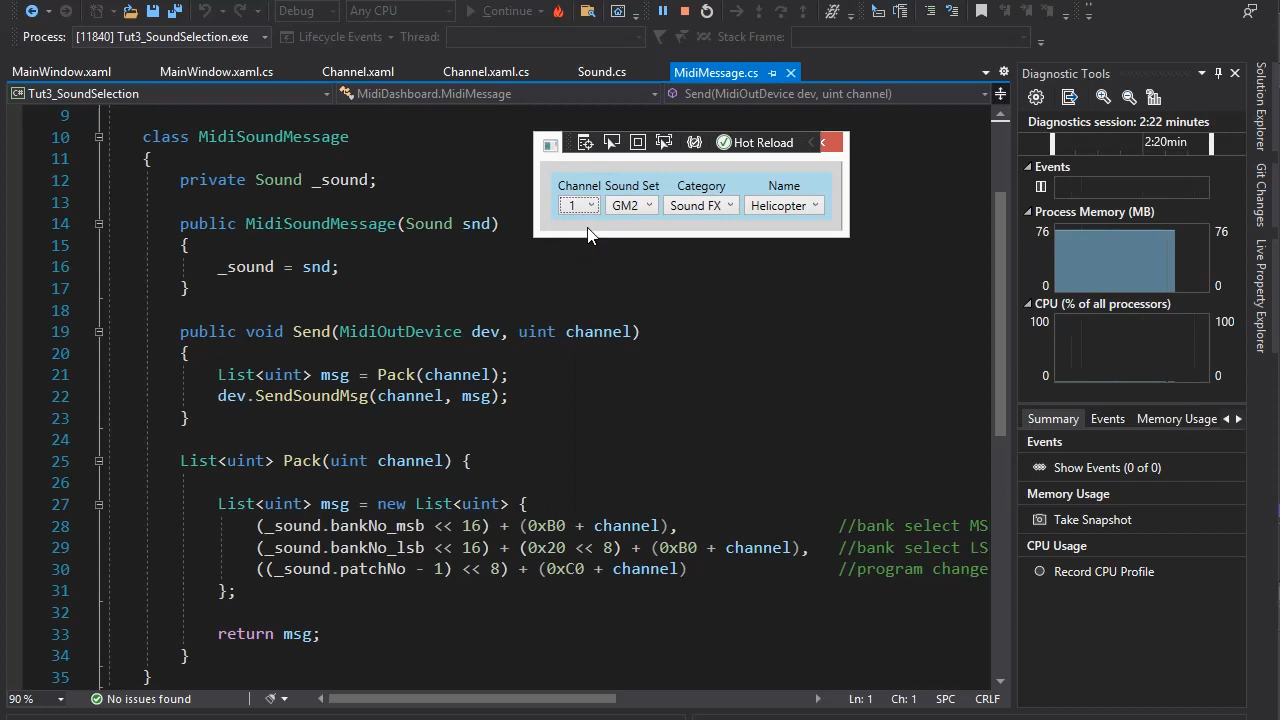 Debug Any CPU Continue
Process: [11840] Tut3_SoundSelection.exe Lifecycle Events Thread: Stack Frame:
MainWindow.xaml MainWindow.xaml.cs Channel.xaml Channel.xaml.cs Sound.cs MidiMessage.cs
Tut3_SoundSelection MidiDashboard.MidiMessage Send(MidiOutDevice dev, uint channel)
9
10 class MidiSoundMessage
11 {
12 private Sound _sound;
13
14 public MidiSoundMessage(Sound snd)
15 {
16 _sound = snd;
17 }
18
19 public void Send(MidiOutDevice dev, uint channel)
20 {
21 List<uint> msg = Pack(channel);
22 dev.SendSoundMsg(channel, msg);
23 }
24
25 List<uint> Pack(uint channel) {
26
27 List<uint> msg = new List<uint> {
28 (_sound.bankNo_msb << 16) + (0xB0 + channel), //bank select MS
29 (_sound.bankNo_lsb << 16) + (0x20 << 8) + (0xB0 + channel), //bank select LS
30 ((_sound.patchNo - 1) << 8) + (0xC0 + channel) //program change
31 };
32
33 return msg;
34 }
35 }
90 % No issues found Ln: 1 Ch: 1 SPC CRLF
Hot Reload
Channel Sound Set Category Name
1 GM2 Sound FX Helicopter
Diagnostic Tools
Diagnostics session: 2:22 minutes
2:20min
Events
Process Memory (MB)
76 76
0 0
CPU (% of all processors)
100 100
0 0
Summary Events Memory Usage
Events
Show Events (0 of 0)
Memory Usage
Take Snapshot
CPU Usage
Record CPU Profile
Solution Explorer
Git Changes
Live Property Explorer